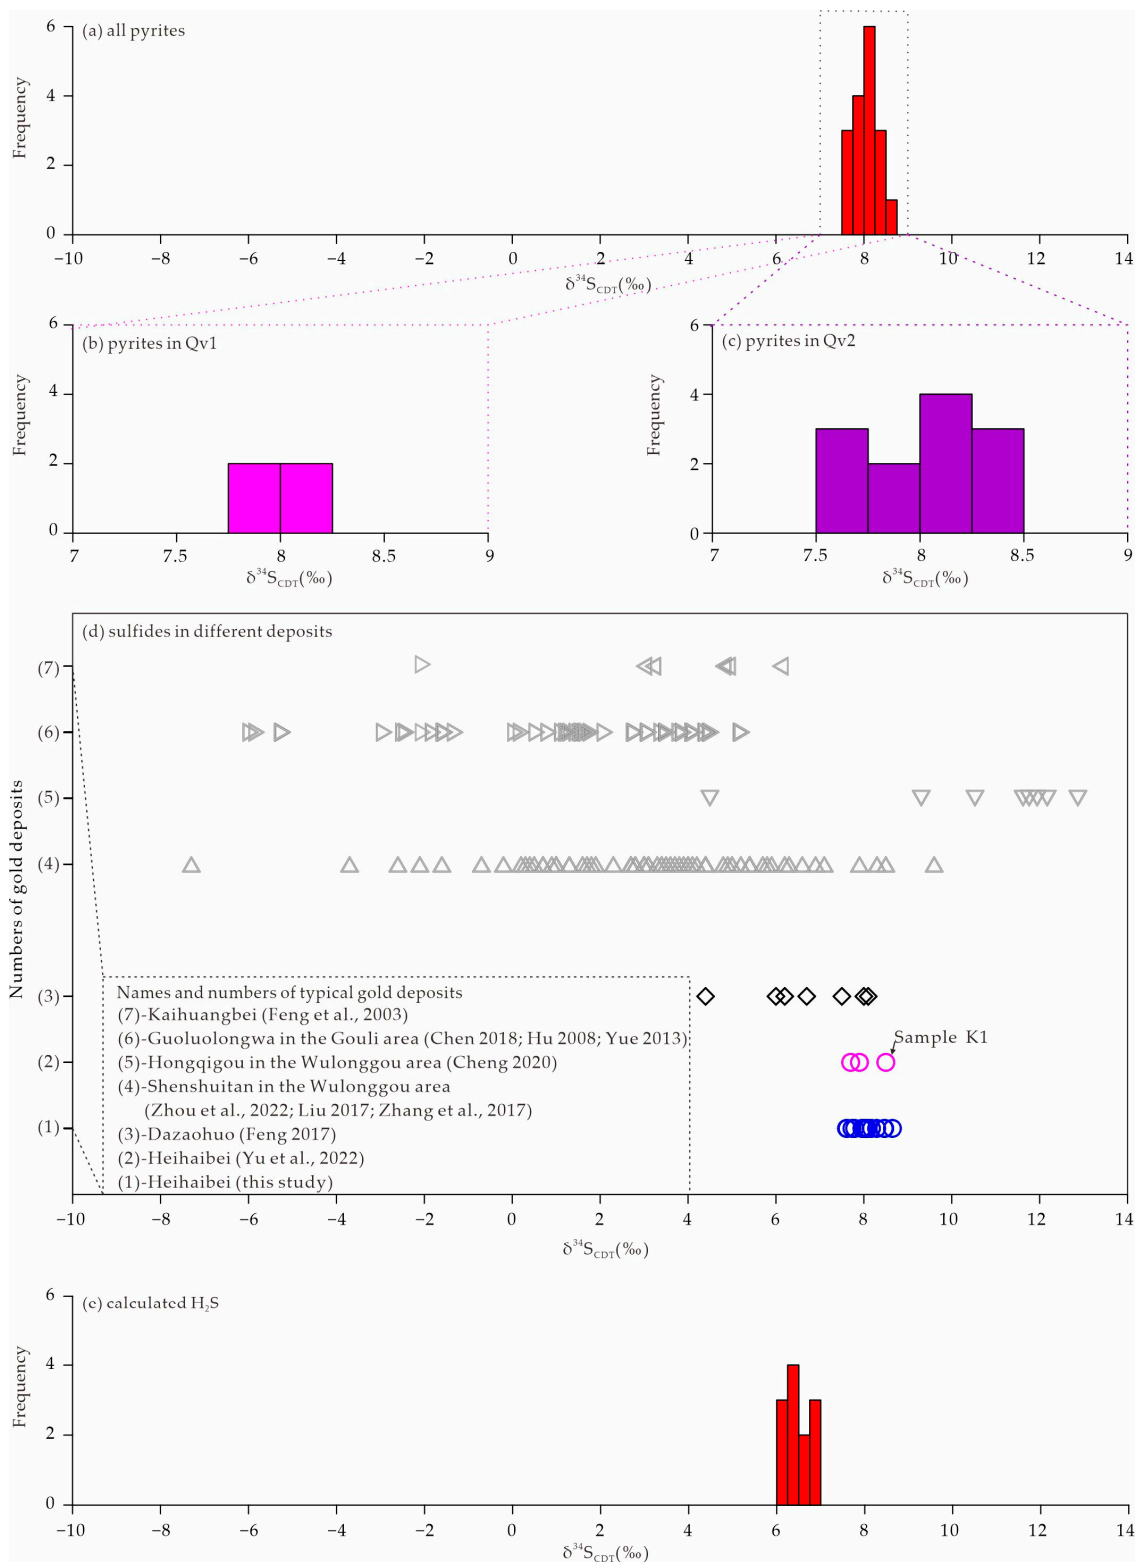 (a) all pyrites
Frequency
6
4
2
0
−10 −8 −6 −4 −2 0 2 4 6 8 10 12 14
δ³⁴S_CDT(‰)
(b) pyrites in Qv1
Frequency
6
4
2
0
7 7.5 8 8.5 9
δ³⁴S_CDT(‰)
(c) pyrites in Qv2
Frequency
6
4
2
0
7 7.5 8 8.5 9
δ³⁴S_CDT(‰)
(d) sulfides in different deposits
Numbers of gold deposits
(7)
(6)
(5)
(4)
(3)
(2)
(1)
Sample K1
Names and numbers of typical gold deposits
(7)-Kaihuangbei (Feng et al., 2003)
(6)-Guoluolongwa in the Gouli area (Chen 2018; Hu 2008; Yue 2013)
(5)-Hongqigou in the Wulonggou area (Cheng 2020)
(4)-Shenshuitan in the Wulonggou area
(Zhou et al., 2022; Liu 2017; Zhang et al., 2017)
(3)-Dazaohuo (Feng 2017)
(2)-Heihaibei (Yu et al., 2022)
(1)-Heihaibei (this study)
−10 −8 −6 −4 −2 0 2 4 6 8 10 12 14
δ³⁴S_CDT(‰)
(e) calculated H₂S
Frequency
6
4
2
0
−10 −8 −6 −4 −2 0 2 4 6 8 10 12 14
δ³⁴S_CDT(‰)